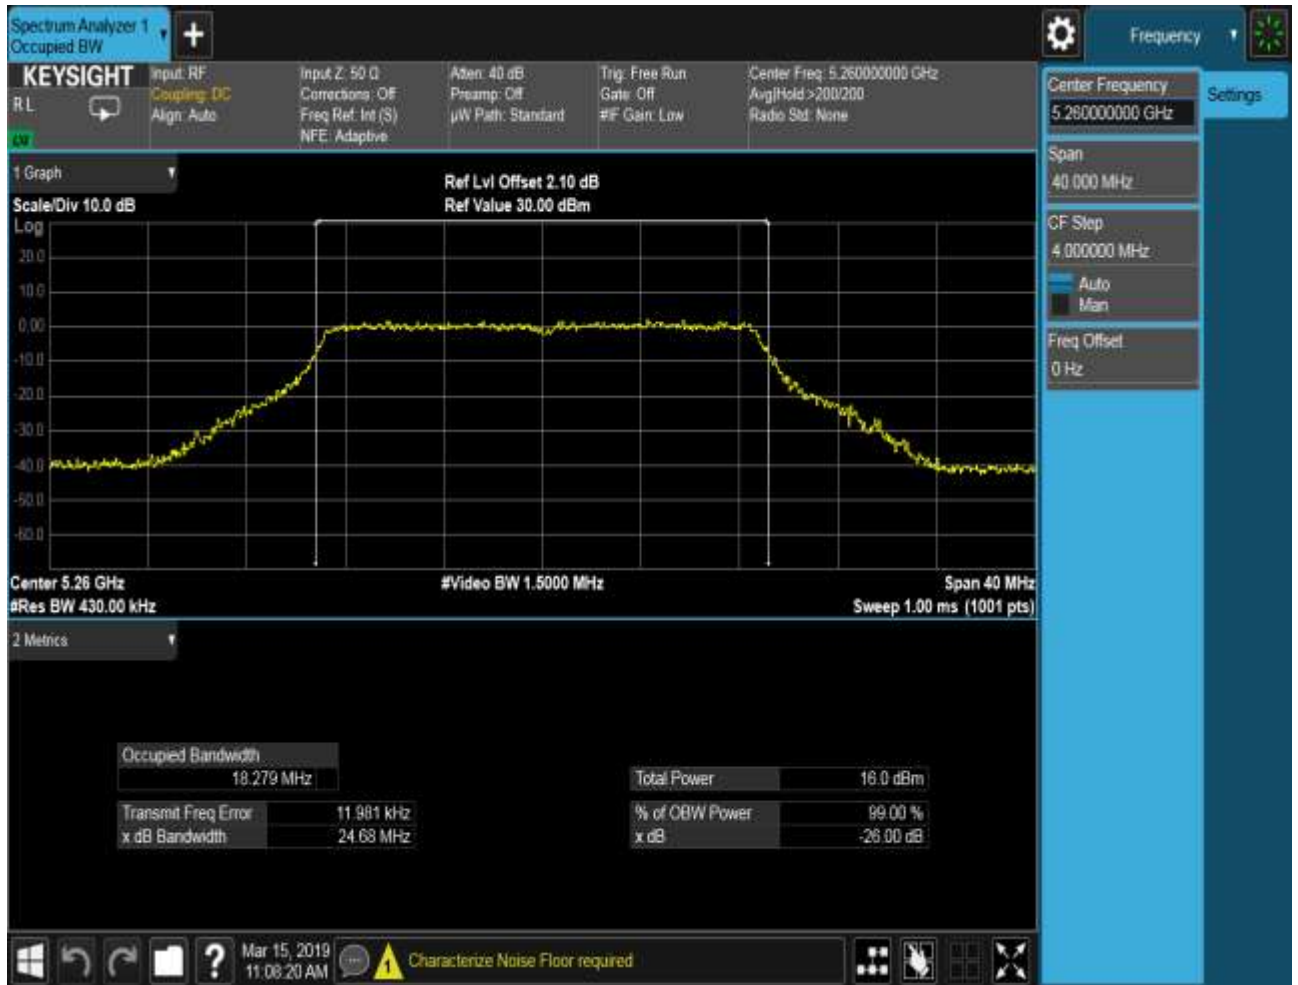 Spectrum Analyzer 1
Occupied BW
Frequency
KEYSIGHT
R L
Input: RF
Coupling: DC
Align: Auto
Input Z: 50 Ω
Corrections: Off
Freq Ref: Int (S)
NFE: Adaptive
Atten: 40 dB
Preamp: Off
µW Path: Standard
Trig: Free Run
Gate: Off
#IF Gain: Low
Center Freq: 5.260000000 GHz
Avg|Hold:>200/200
Radio Std: None
Center Frequency
5.260000000 GHz
Settings
Span
40.000 MHz
CF Step
4.000000 MHz
Auto
Man
Freq Offset
0 Hz
1 Graph
Scale/Div 10.0 dB
Ref Lvl Offset 2.10 dB
Ref Value 30.00 dBm
Log
20.0
10.0
0.00
-10.0
-20.0
-30.0
-40.0
-50.0
-60.0
Center 5.26 GHz
#Video BW 1.5000 MHz
Span 40 MHz
#Res BW 430.00 kHz
Sweep 1.00 ms (1001 pts)
2 Metrics
Occupied Bandwidth
18.279 MHz
Total Power 16.0 dBm
Transmit Freq Error 11.981 kHz
% of OBW Power 99.00 %
x dB Bandwidth 24.68 MHz
x dB -26.00 dB
?
Mar 15, 2019
11:08:20 AM
1
Characterize Noise Floor required